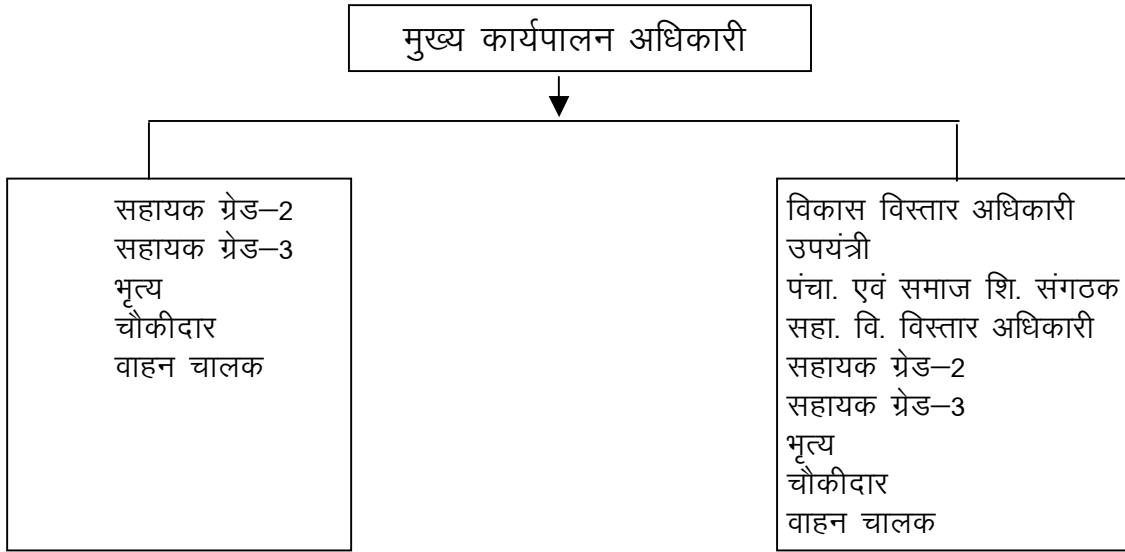 मुख्य कार्यपालन अधिकारी
सहायक ग्रेड–2
सहायक ग्रेड–3
भृत्य
चौकीदार
वाहन चालक
विकास विस्तार अधिकारी
उपयंत्री
पंचा. एवं समाज शि. संगठक
सहा. वि. विस्तार अधिकारी
सहायक ग्रेड–2
सहायक ग्रेड–3
भृत्य
चौकीदार
वाहन चालक